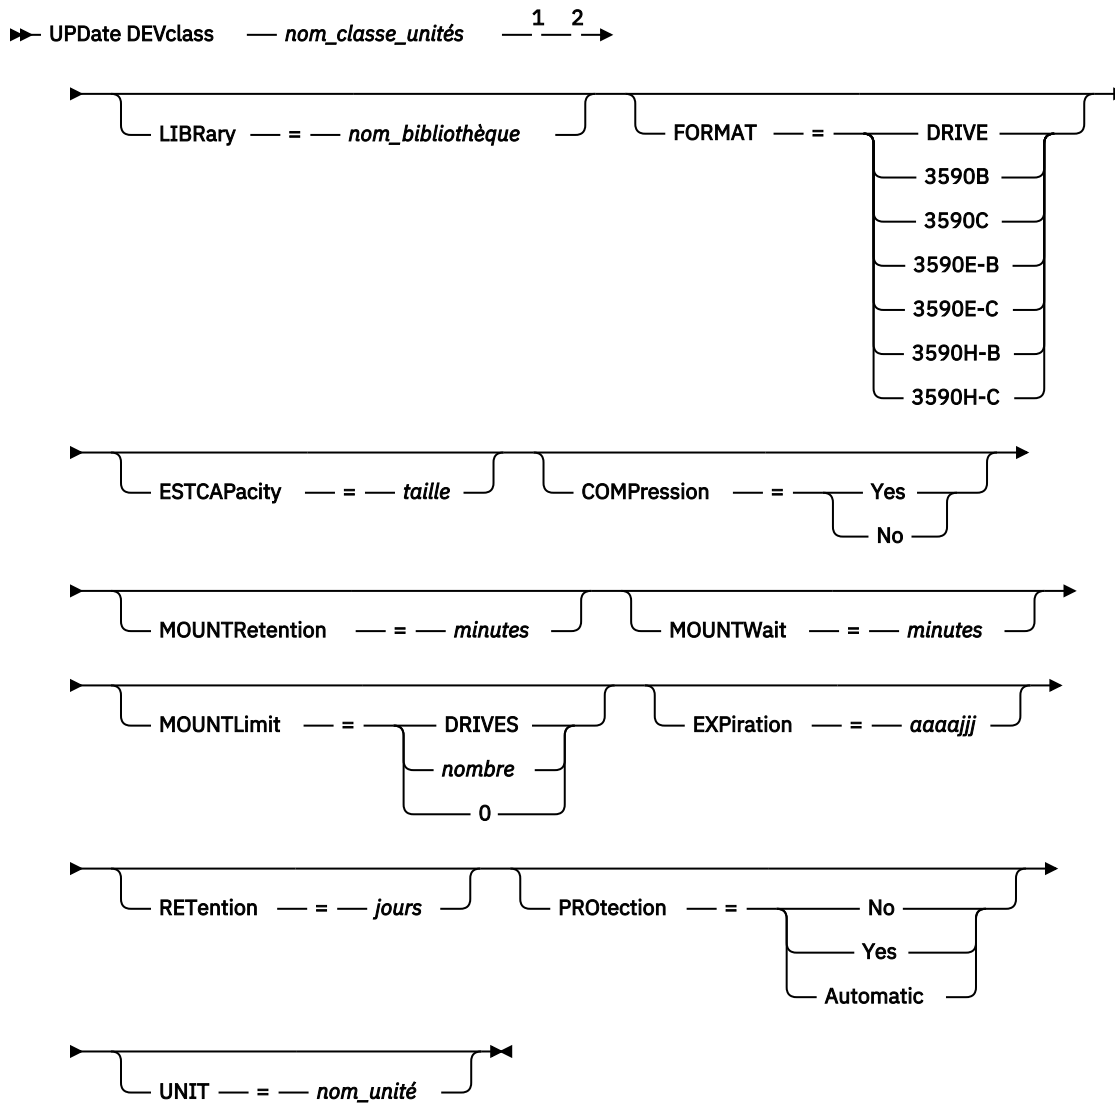 UPDate DEVclass nom_classe_unités 1 2
LIBRary = nom_bibliothèque FORMAT = DRIVE
3590B
3590C
3590E-B
3590E-C
3590H-B
3590H-C
ESTCAPacity = taille COMPression = Yes
No
MOUNTRetention = minutes MOUNTWait = minutes
MOUNTLimit = DRIVES EXPiration = aaaajjj
nombre
0
RETention = jours PROtection = No
Yes
Automatic
UNIT = nom_unité